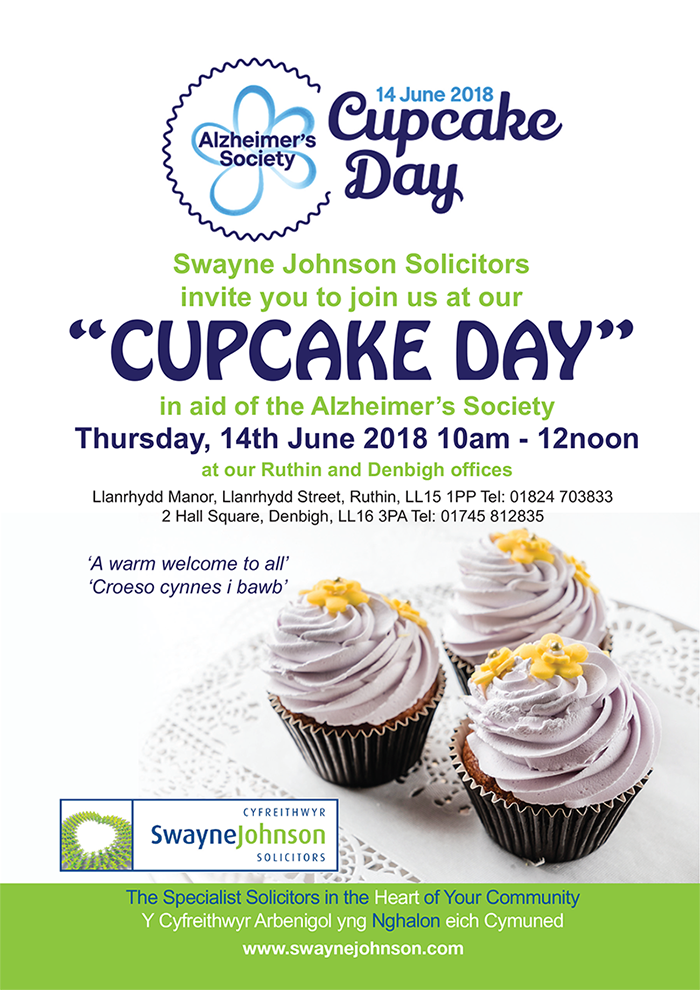 14 June 2018
Cupcake
Day
Alzheimer's
Society
Swayne Johnson Solicitors
invite you to join us at our
“CUPCAKE DAY”
in aid of the Alzheimer’s Society
Thursday, 14th June 2018 10am - 12noon
at our Ruthin and Denbigh offices
Llanrhydd Manor, Llanrhydd Street, Ruthin, LL15 1PP Tel: 01824 703833
2 Hall Square, Denbigh, LL16 3PA Tel: 01745 812835
‘A warm welcome to all’
‘Croeso cynnes i bawb’
CYFREITHWYR
SwayneJohnson
SOLICITORS
The Specialist Solicitors in the Heart of Your Community
Y Cyfreithwyr Arbenigol yng Nghalon eich Cymuned
www.swaynejohnson.com